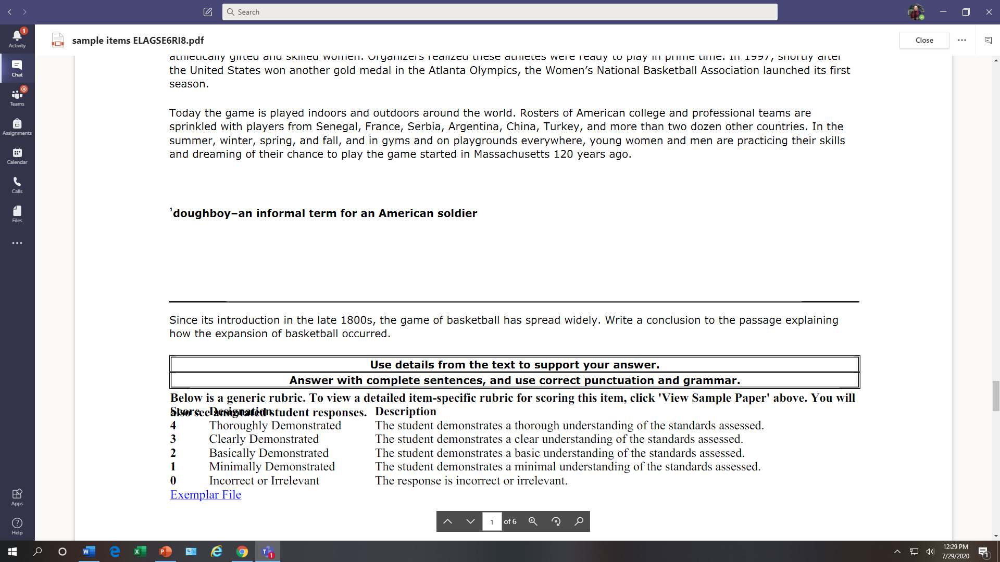 Search
sample items ELAGSE6RI8.pdf
Close
1
Activity
Chat
@
Teams
Assignments
Calendar
Calls
Files
Apps
Help
athletically gifted and skilled women. Organizers realized these athletes were ready to play in prime time. In 1997, shortly after
the United States won another gold medal in the Atlanta Olympics, the Women’s National Basketball Association launched its first
season.
Today the game is played indoors and outdoors around the world. Rosters of American college and professional teams are
sprinkled with players from Senegal, France, Serbia, Argentina, China, Turkey, and more than two dozen other countries. In the
summer, winter, spring, and fall, and in gyms and on playgrounds everywhere, young women and men are practicing their skills
and dreaming of their chance to play the game started in Massachusetts 120 years ago.
1doughboy–an informal term for an American soldier
Since its introduction in the late 1800s, the game of basketball has spread widely. Write a conclusion to the passage explaining
how the expansion of basketball occurred.
Use details from the text to support your answer.
Answer with complete sentences, and use correct punctuation and grammar.
Below is a generic rubric. To view a detailed item-specific rubric for scoring this item, click 'View Sample Paper' above. You will
also see annotated student responses.
Score Designation Description
4 Thoroughly Demonstrated The student demonstrates a thorough understanding of the standards assessed.
3 Clearly Demonstrated The student demonstrates a clear understanding of the standards assessed.
2 Basically Demonstrated The student demonstrates a basic understanding of the standards assessed.
1 Minimally Demonstrated The student demonstrates a minimal understanding of the standards assessed.
0 Incorrect or Irrelevant The response is incorrect or irrelevant.
Exemplar File
1 of 6
12:29 PM
7/29/2020